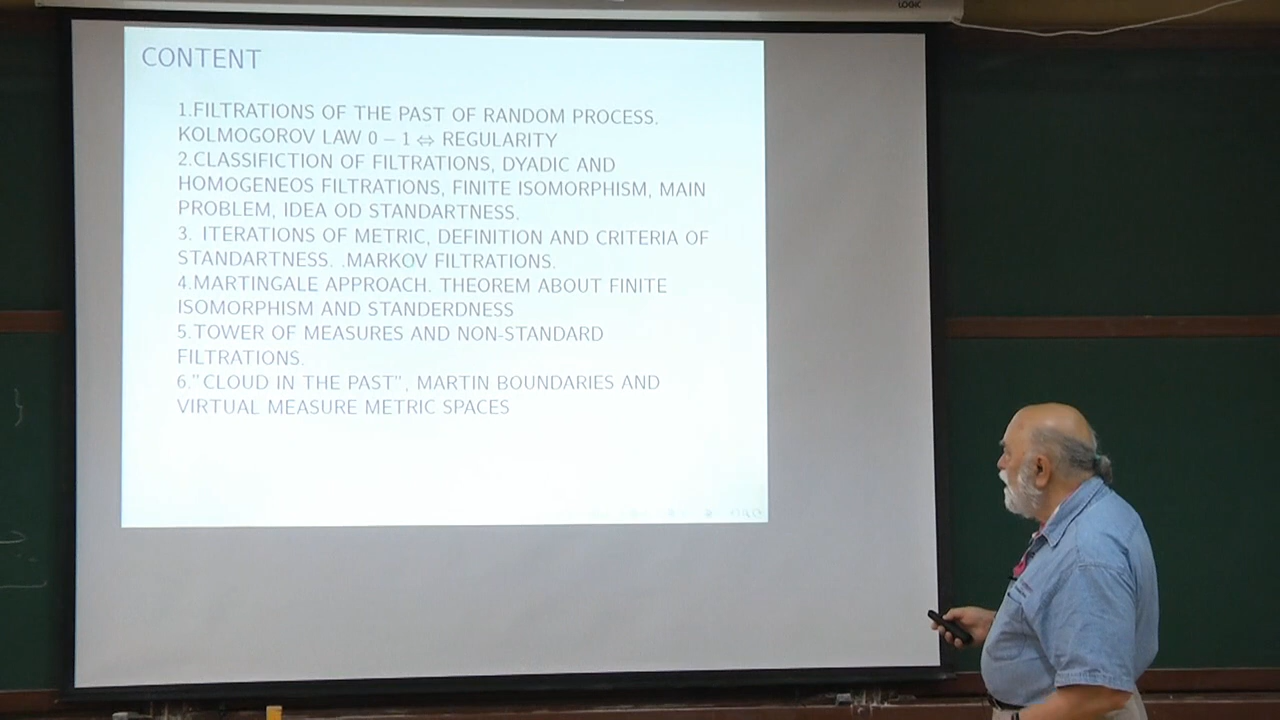 LOGIC
CONTENT
1.FILTRATIONS OF THE PAST OF RANDOM PROCESS.
KOLMOGOROV LAW 0 – 1 ⇔ REGULARITY
2.CLASSIFICTION OF FILTRATIONS, DYADIC AND
HOMOGENEOS FILTRATIONS, FINITE ISOMORPHISM, MAIN
PROBLEM, IDEA OD STANDARTNESS.
3. ITERATIONS OF METRIC, DEFINITION AND CRITERIA OF
STANDARTNESS. .MARKOV FILTRATIONS.
4.MARTINGALE APPROACH. THEOREM ABOUT FINITE
ISOMORPHISM AND STANDERDNESS
5.TOWER OF MEASURES AND NON-STANDARD
FILTRATIONS.
6."CLOUD IN THE PAST", MARTIN BOUNDARIES AND
VIRTUAL MEASURE METRIC SPACES